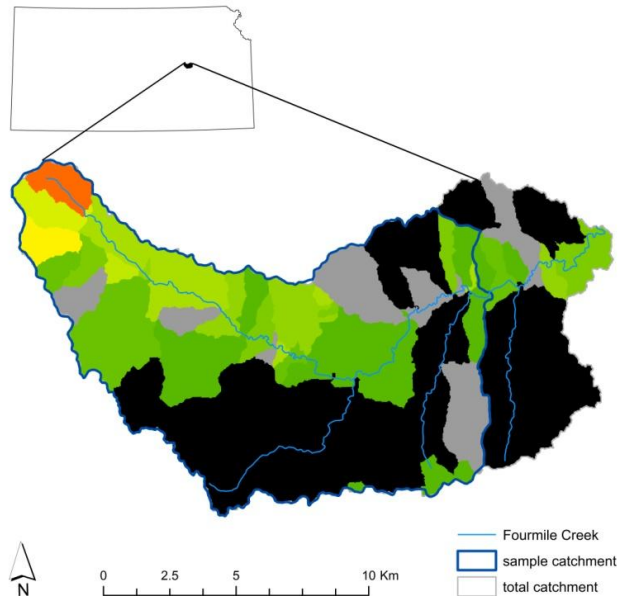 Fourmile Creek
sample catchment
total catchment
N
0 2.5 5 10 Km